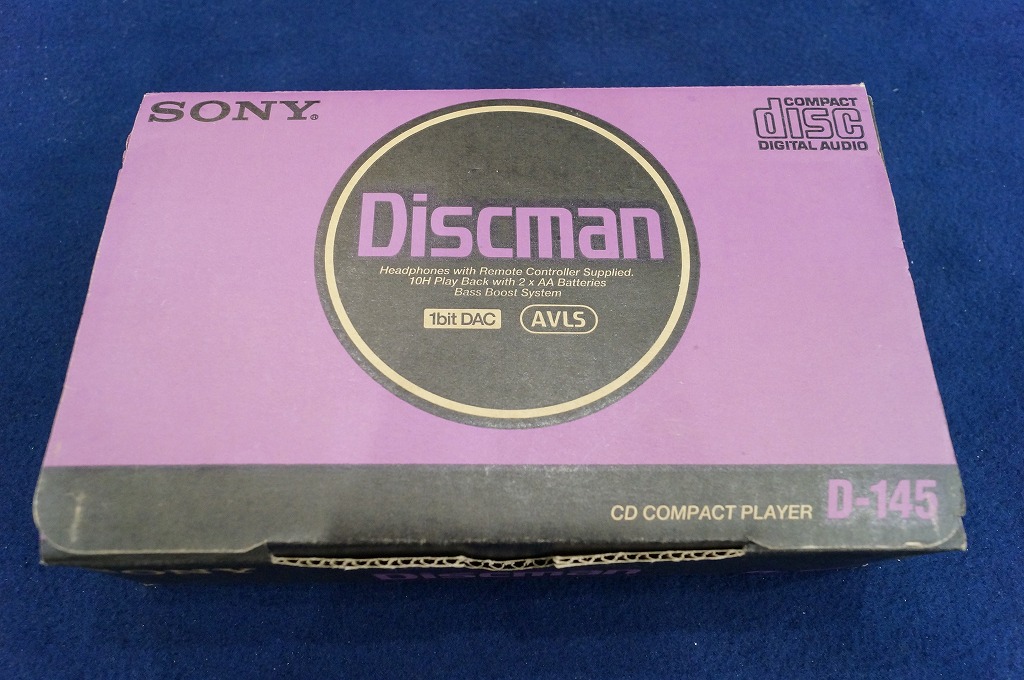 SONY®
COMPACT
disc
DIGITAL AUDIO
Discman
Headphones with Remote Controller Supplied.
10H Play Back with 2 x AA Batteries
Bass Boost System
1bit DAC AVLS
CD COMPACT PLAYER D-145
SONY
Discman